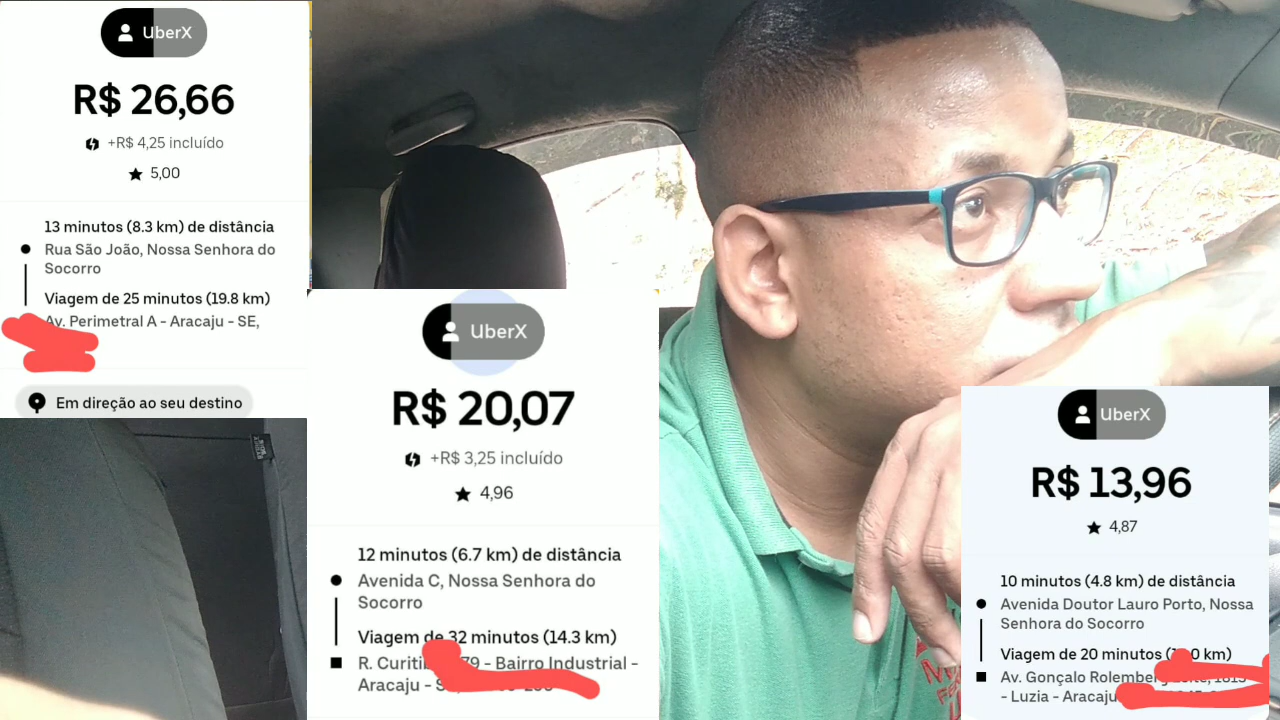 UberX
R$ 26,66
+R$ 4,25 incluído
5,00
13 minutos (8.3 km) de distância
Rua São João, Nossa Senhora do
Socorro
Viagem de 25 minutos (19.8 km)
Av. Perimetral A - Aracaju - SE,
Em direção ao seu destino
UberX
R$ 20,07
+R$ 3,25 incluído
4,96
12 minutos (6.7 km) de distância
Avenida C, Nossa Senhora do
Socorro
Viagem de 32 minutos (14.3 km)
R. - Bairro Industrial -
Aracaju -
UberX
R$ 13,96
4,87
10 minutos (4.8 km) de distância
Avenida Doutor Lauro Porto, Nossa
Senhora do Socorro
Viagem de 20 minutos km)
Av. Gonçalo
- Luzia - Aracaju